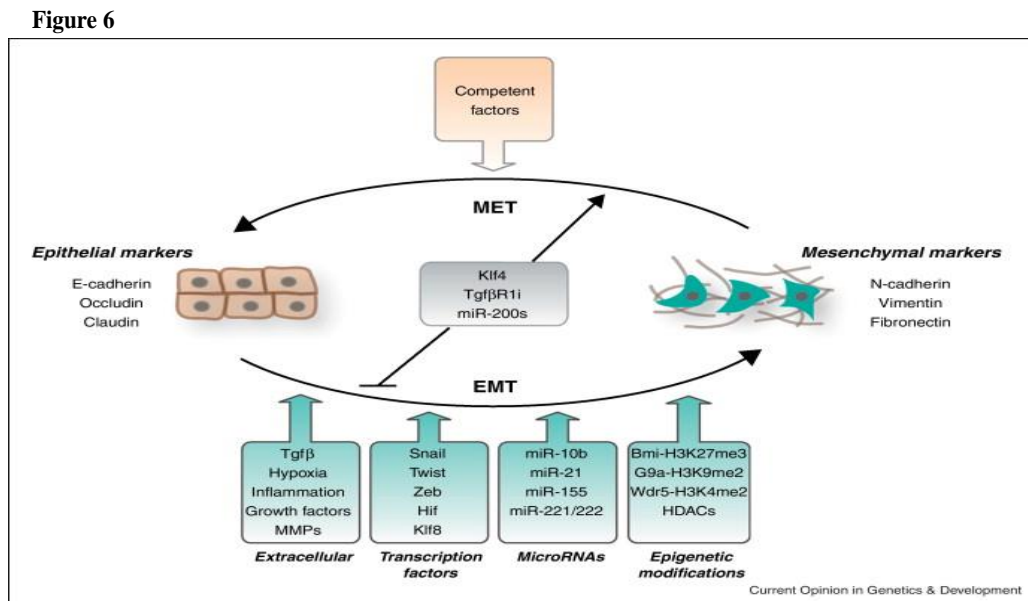 Figure 6
Competent
factors
MET
Epithelial markers
E-cadherin
Occludin
Claudin
Klf4
TgfβR1i
miR-200s
Mesenchymal markers
N-cadherin
Vimentin
Fibronectin
EMT
Tgfβ
Hypoxia
Inflammation
Growth factors
MMPs
Extracellular
Snail
Twist
Zeb
Hif
Klf8
Transcription
factors
miR-10b
miR-21
miR-155
miR-221/222
MicroRNAs
Bmi-H3K27me3
G9a-H3K9me2
Wdr5-H3K4me2
HDACs
Epigenetic
modifications
Current Opinion in Genetics & Development